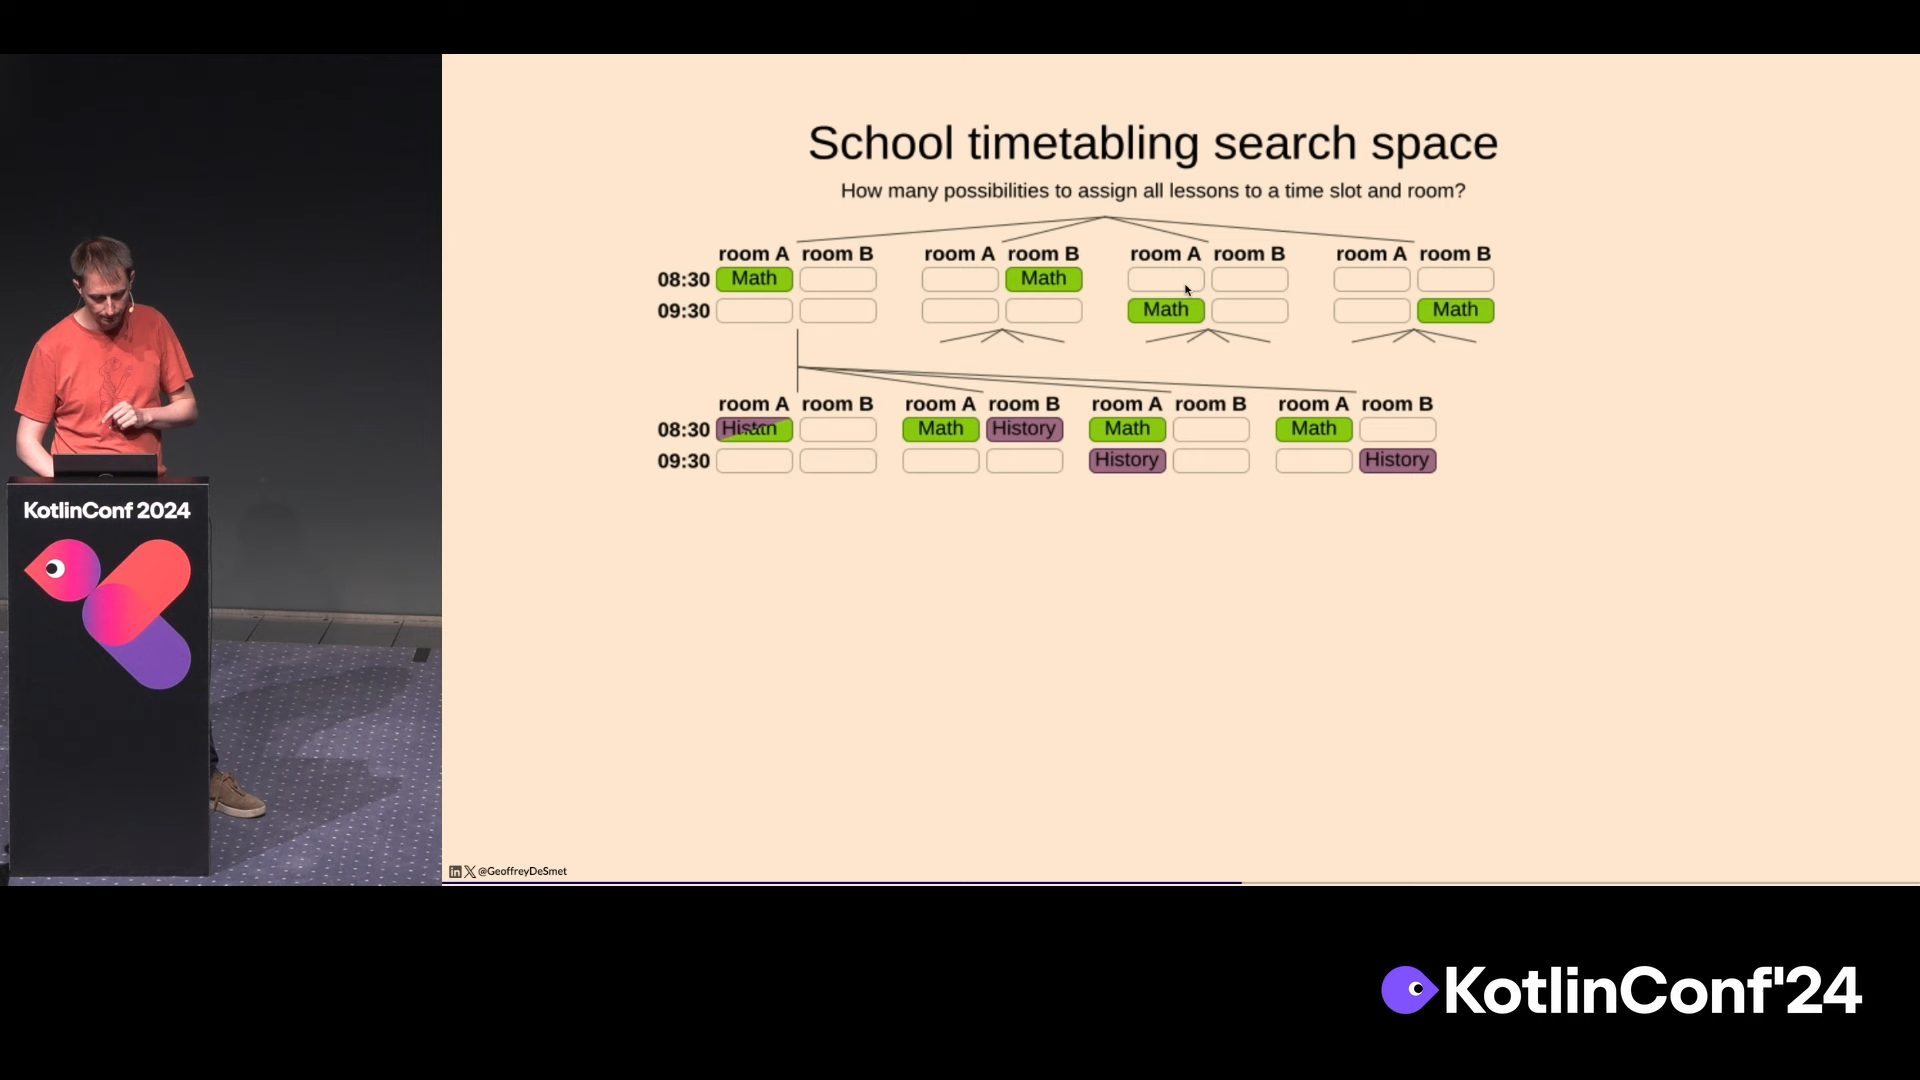 School timetabling search space
How many possibilities to assign all lessons to a time slot and room?
room A room B room A room B room A room B room A room B
08:30 Math Math
09:30 Math Math
room A room B room A room B room A room B room A room B
08:30 Math History Math Math
09:30 History History
KotlinConf 2024
@GeoffreyDeSmet
KotlinConf'24